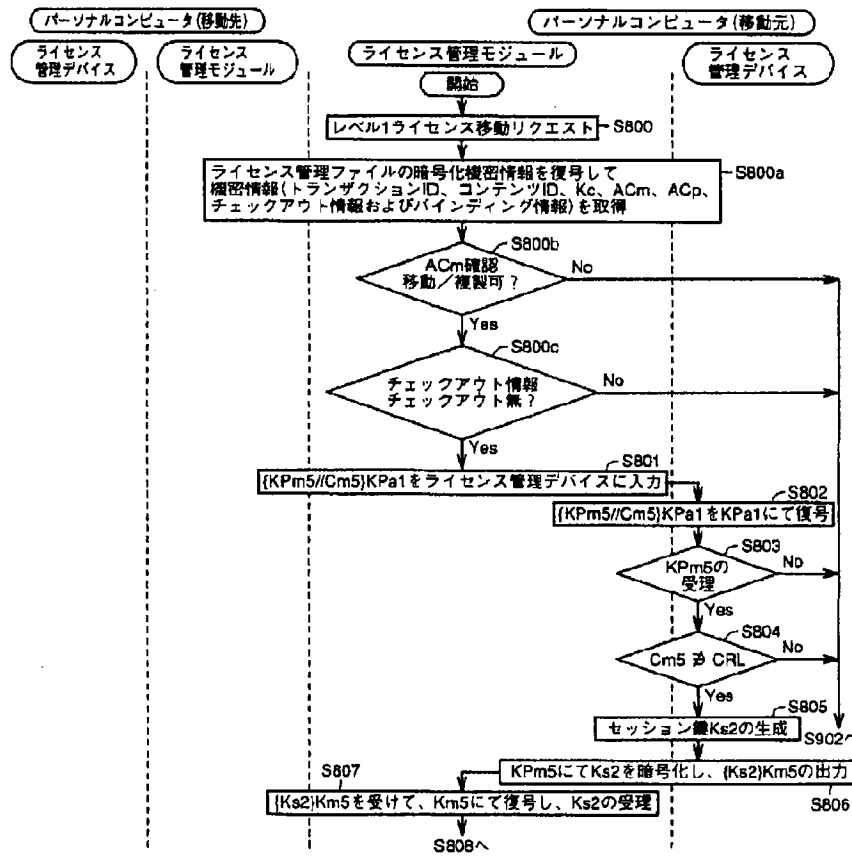 パーソナルコンピュータ(移動先)
パーソナルコンピュータ(移動元)
ライセンス
管理デバイス
ライセンス
管理モジュール
ライセンス管理モジュール
ライセンス
管理デバイス
開始
レベル1ライセンス移動リクエスト
S800
ライセンス管理ファイルの暗号化機密情報を復号して
機密情報(トランザクションID、コンテンツID、Kc、ACm、ACp、
チェックアウト情報およびバインディング情報)を取得
S800a
S800b
ACm確認
移動/複製可?
No
Yes
S800c
チェックアウト情報
チェックアウト無?
No
Yes
S801
{KPm5//Cm5}KPa1をライセンス管理デバイスに入力
S802
{KPm5//Cm5}KPa1をKPa1にて復号
S803
KPm5の
受理
No
Yes
S804
Cm5 ∌ CRL
No
Yes
S805
セッション鍵Ks2の生成
S902へ
KPm5にてKs2を暗号化し、{Ks2}Km5の出力
S806
S807
{Ks2}Km5を受けて、Km5にて復号し、Ks2の受理
S808へ